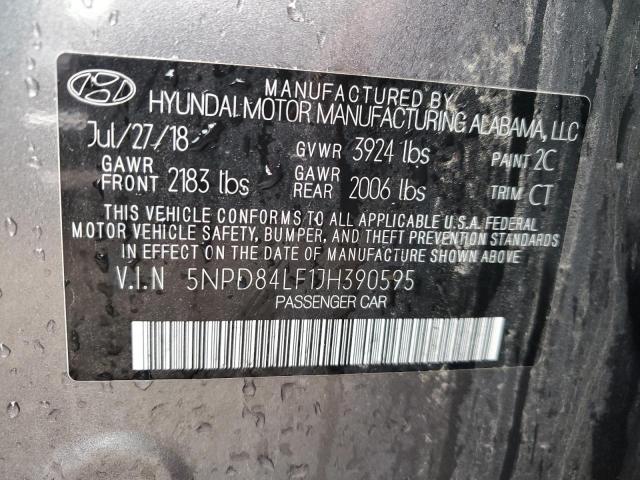 MANUFACTURED BY
HYUNDAI MOTOR MANUFACTURING ALABAMA, LLC
Jul/27/18 GVWR 3924 lbs PAINT 2C
GAWR FRONT 2183 lbs GAWR REAR 2006 lbs TRIM CT
THIS VEHICLE CONFORMS TO ALL APPLICABLE U.S.A. FEDERAL
MOTOR VEHICLE SAFETY, BUMPER, AND THEFT PREVENTION STANDARDS
IN EFFECT ON THE DATE OF MANUFACTURE SHOWN ABOVE.
V.I.N 5NPD84LF1JH390595
PASSENGER CAR